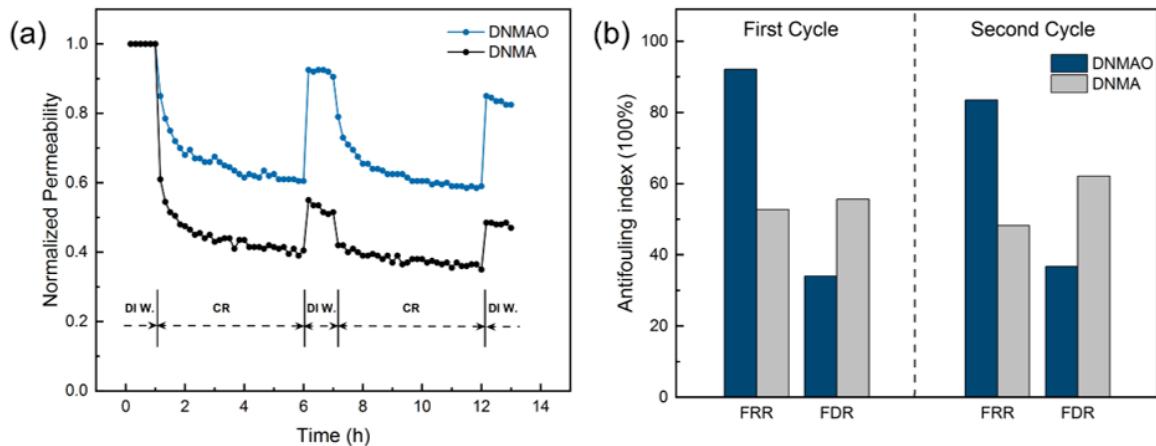 (a)
DNMAO
DNMA
Normalized Permeability
1.0
0.8
0.6
0.4
0.2
0.0
DI W.
CR
DI W.
CR
DI W.
0
2
4
6
8
10
12
14
Time (h)
(b)
First Cycle
Second Cycle
DNMAO
DNMA
Antifouling index (100%)
100
80
60
40
20
0
FRR
FDR
FRR
FDR